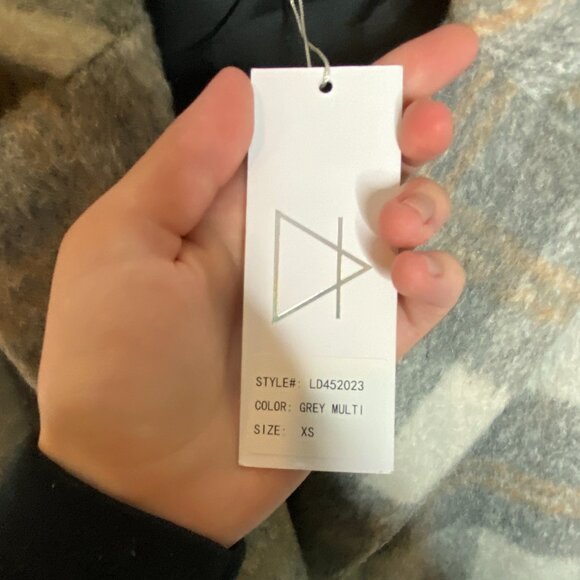 STYLE#: LD452023
COLOR: GREY MULTI
SIZE: XS